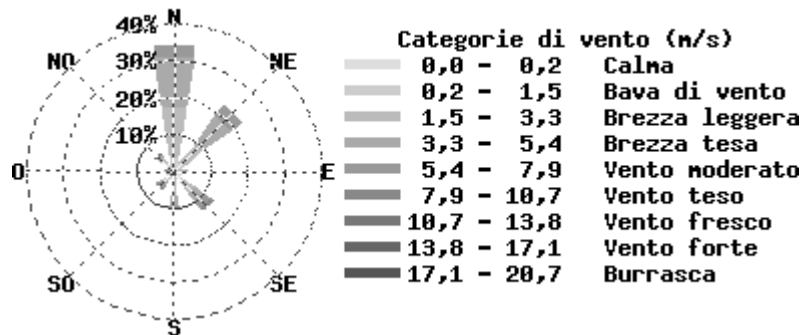 N
40%
30%
20%
10%
NO
NE
O
E
SO
SE
S
Categorie di vento (m/s)
0,0 - 0,2 Calma
0,2 - 1,5 Bava di vento
1,5 - 3,3 Brezza leggera
3,3 - 5,4 Brezza tesa
5,4 - 7,9 Vento moderato
7,9 - 10,7 Vento teso
10,7 - 13,8 Vento fresco
13,8 - 17,1 Vento forte
17,1 - 20,7 Burrasca